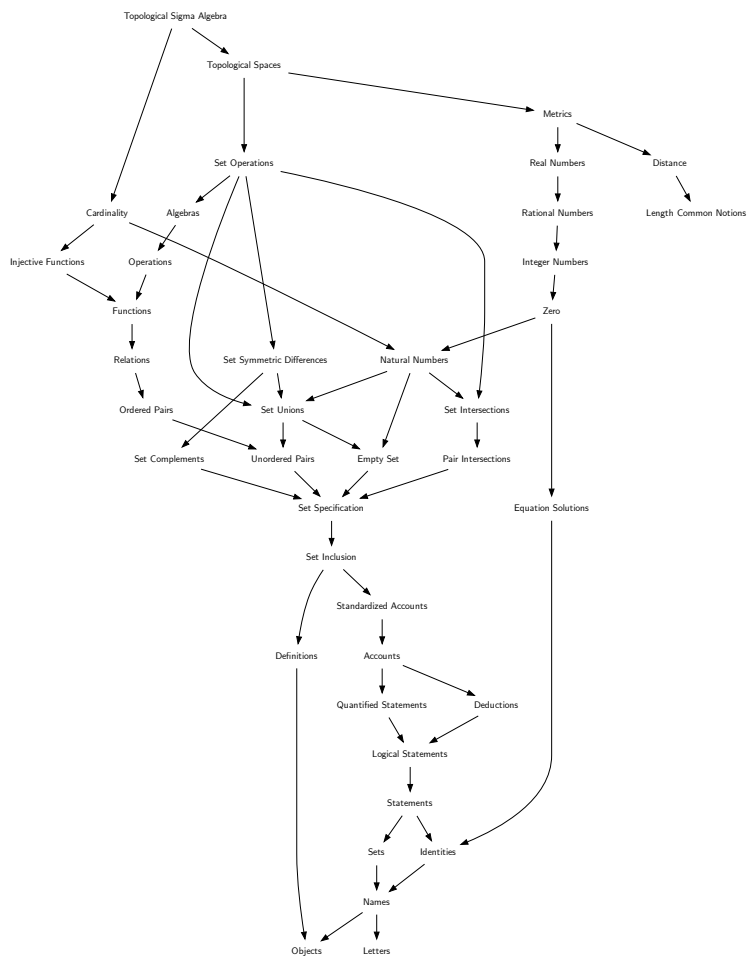 Topological Sigma Algebra
Topological Spaces
Metrics
Set Operations
Real Numbers
Distance
Cardinality
Algebras
Rational Numbers
Length Common Notions
Injective Functions
Operations
Integer Numbers
Functions
Zero
Relations
Set Symmetric Differences
Natural Numbers
Ordered Pairs
Set Unions
Set Intersections
Set Complements
Unordered Pairs
Empty Set
Pair Intersections
Set Specification
Equation Solutions
Set Inclusion
Standardized Accounts
Definitions
Accounts
Quantified Statements
Deductions
Logical Statements
Statements
Sets
Identities
Names
Objects
Letters